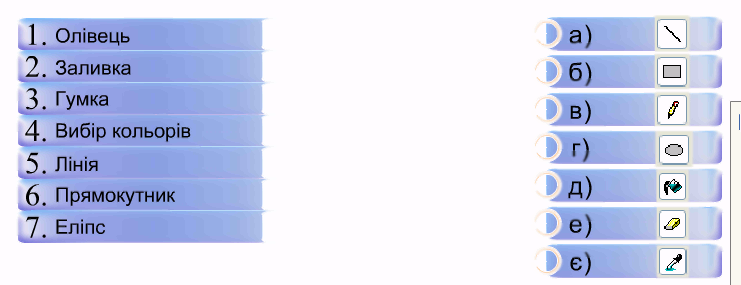 1. Олівець
2. Заливка
3. Гумка
4. Вибір кольорів
5. Лінія
6. Прямокутник
7. Еліпс
а)
б)
в)
г)
д)
е)
є)